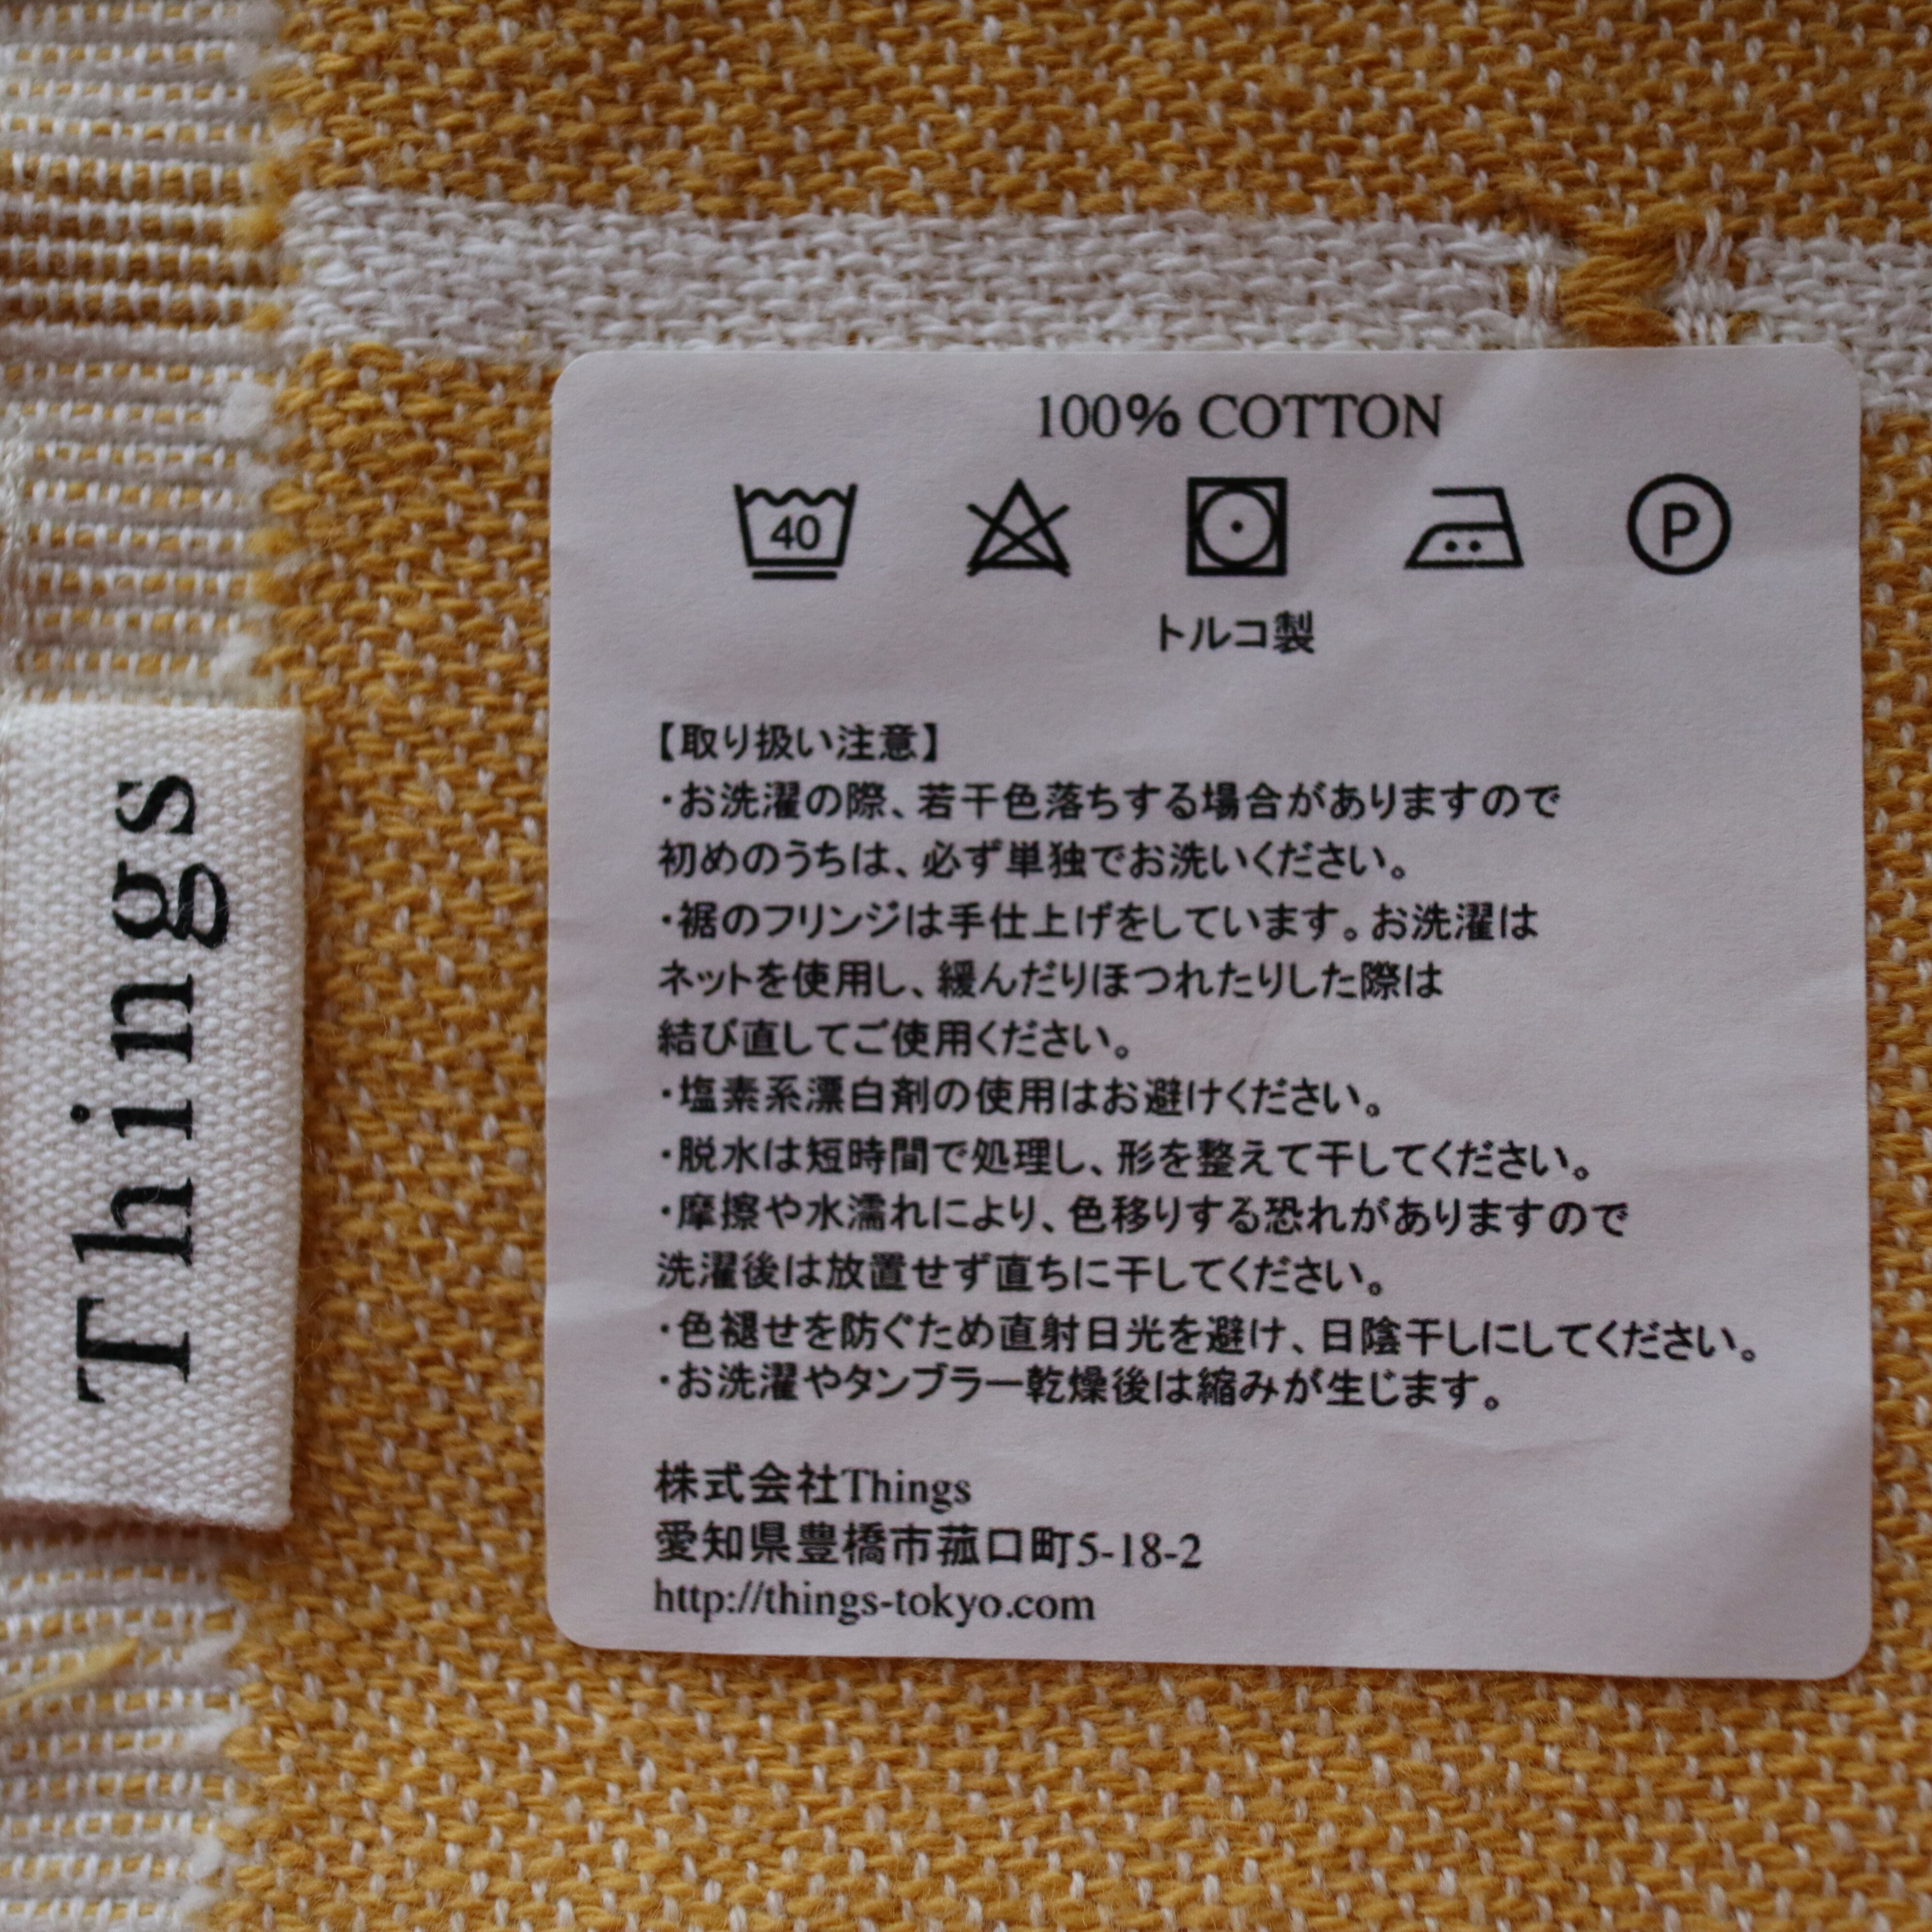 Things
100% COTTON
40
P
トルコ製
【取り扱い注意】
・お洗濯の際、若干色落ちする場合がありますので
初めのうちは、必ず単独でお洗いください。
・裾のフリンジは手仕上げをしています。お洗濯は
ネットを使用し、緩んだりほつれたりした際は
結び直してご使用ください。
・塩素系漂白剤の使用はお避けください。
・脱水は短時間で処理し、形を整えて干してください。
・摩擦や水濡れにより、色移りする恐れがありますので
洗濯後は放置せず直ちに干してください。
・色褪せを防ぐため直射日光を避け、日陰干しにしてください。
・お洗濯やタンブラー乾燥後は縮みが生じます。
株式会社Things
愛知県豊橋市菰口町5-18-2
http://things-tokyo.com